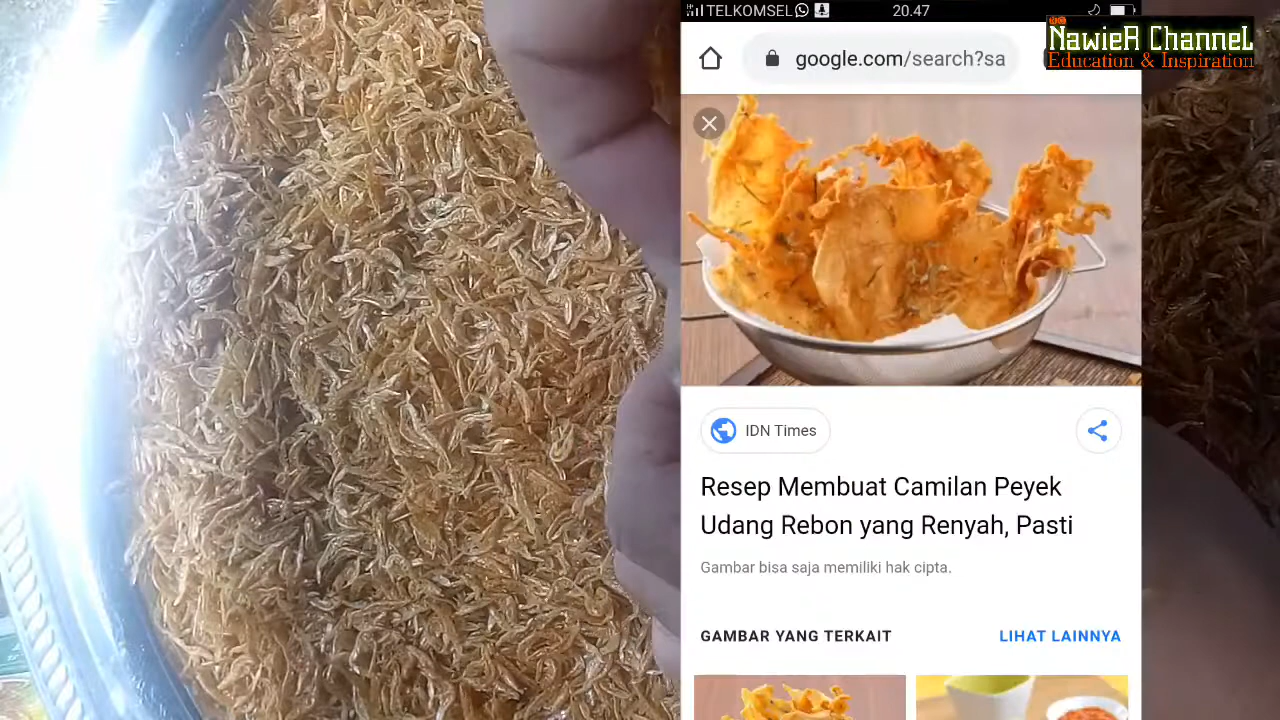 TELKOMSEL
20.47
NawieA ChanneL
Education & Inspiration
google.com/search?sa
IDN Times
Resep Membuat Camilan Peyek
Udang Rebon yang Renyah, Pasti
Gambar bisa saja memiliki hak cipta.
GAMBAR YANG TERKAIT
LIHAT LAINNYA